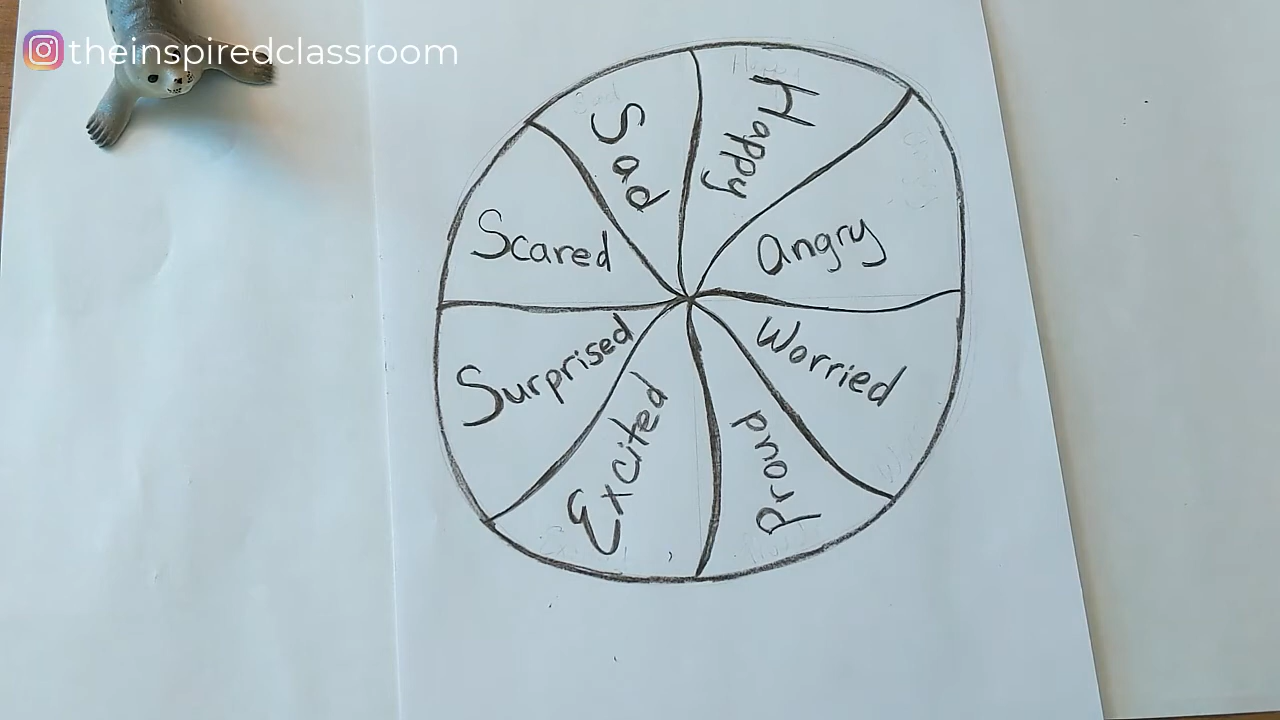 theinspiredclassroom
Happy
Angry
Worried
Proud
Excited
Surprised
Scared
Sad